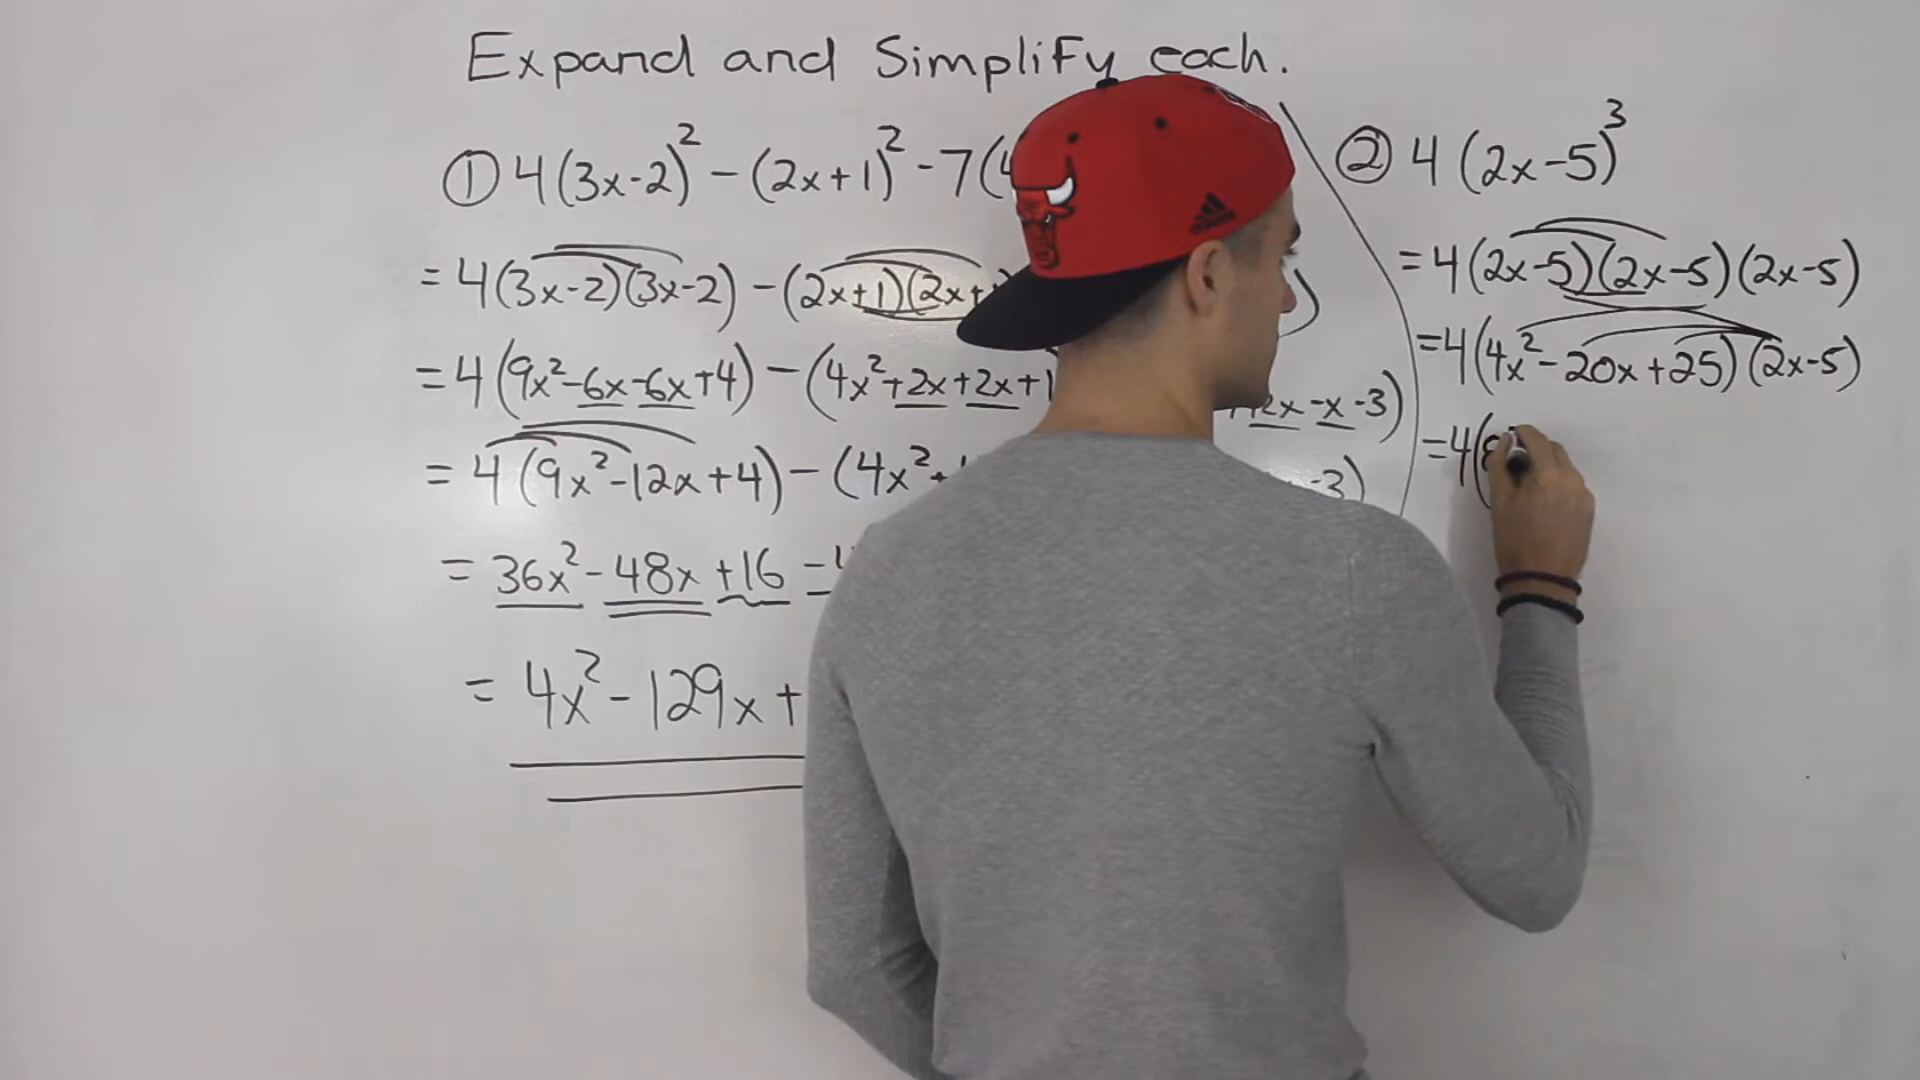 Expand and Simplify each.
① 4(3x-2)² - (2x+1)² - 7(4
= 4(3x-2)(3x-2) - (2x+1)(2x+
= 4(9x²-6x-6x+4) - (4x²+2x+2x+1 +12x-x-3)
= 4(9x²-12x+4) - (4x²+ -3)
= 36x² - 48x +16 -4
= 4x² - 129x +
② 4(2x-5)³
= 4(2x-5)(2x-5)(2x-5)
= 4(4x²-20x+25)(2x-5)
= 4(8
adidas